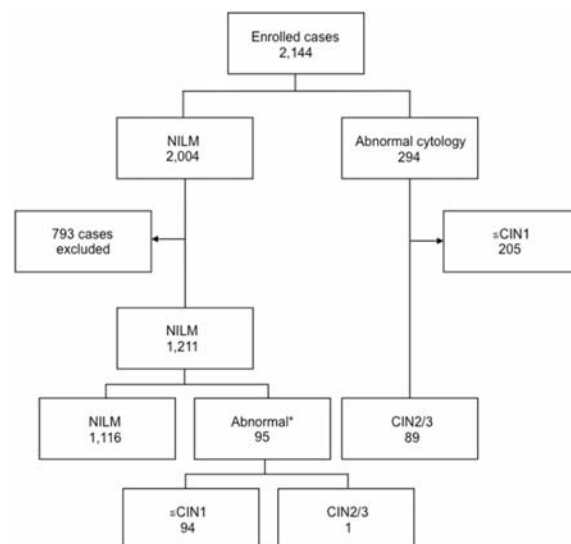 Enrolled cases
2,144
NILM
2,004
Abnormal cytology
294
793 cases
excluded
≤CIN1
205
NILM
1,211
NILM
1,116
Abnormal*
95
CIN2/3
89
≤CIN1
94
CIN2/3
1